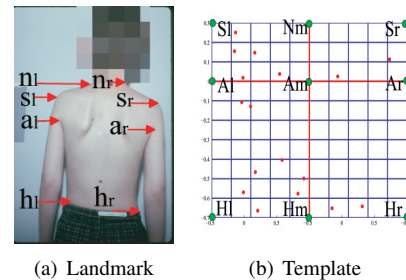 nl nr
sl sr
al ar
hl hr
Sl Nm Sr
Al Am Ar
Hl Hm Hr
(a) Landmark (b) Template